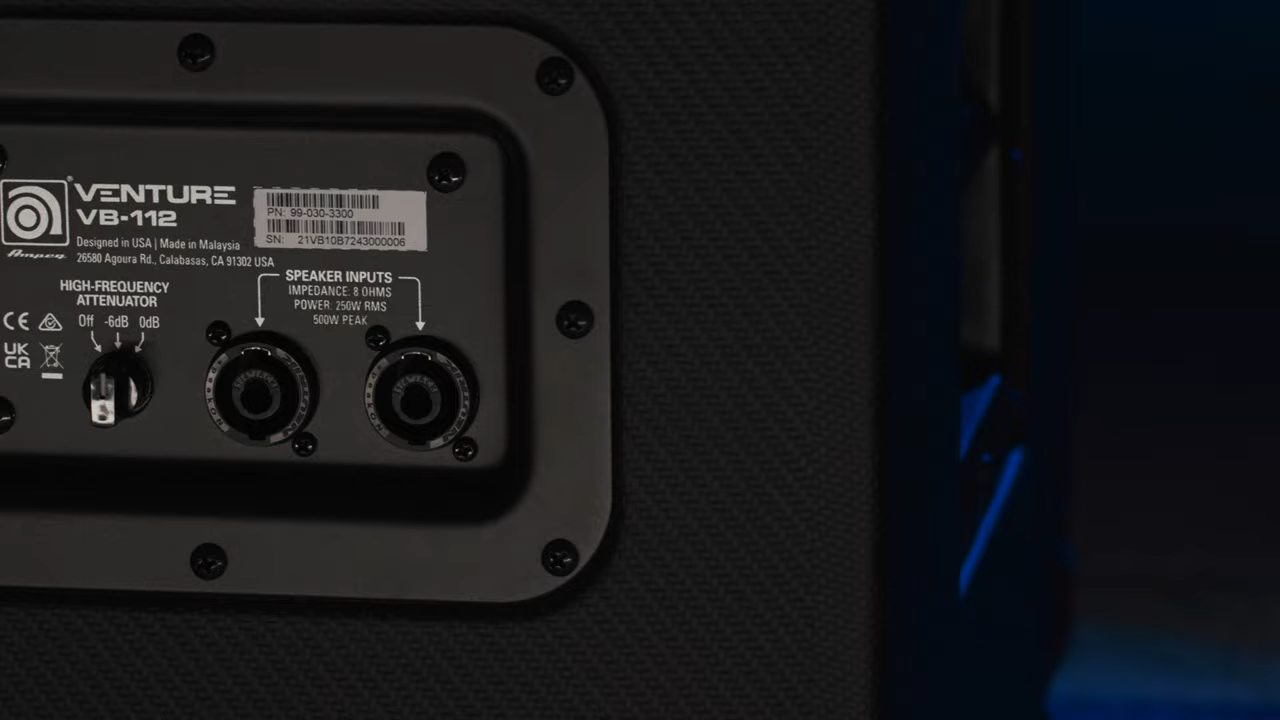 VENTURE
VB-112
Ampeg
Designed in USA | Made in Malaysia
26580 Agoura Rd., Calabasas, CA 91302 USA
PN: 99-030-3300
SN: 21VB10B7243000006
HIGH-FREQUENCY
ATTENUATOR
Off -6dB 0dB
SPEAKER INPUTS
IMPEDANCE: 8 OHMS
POWER: 250W RMS
500W PEAK
CE
UK
CA